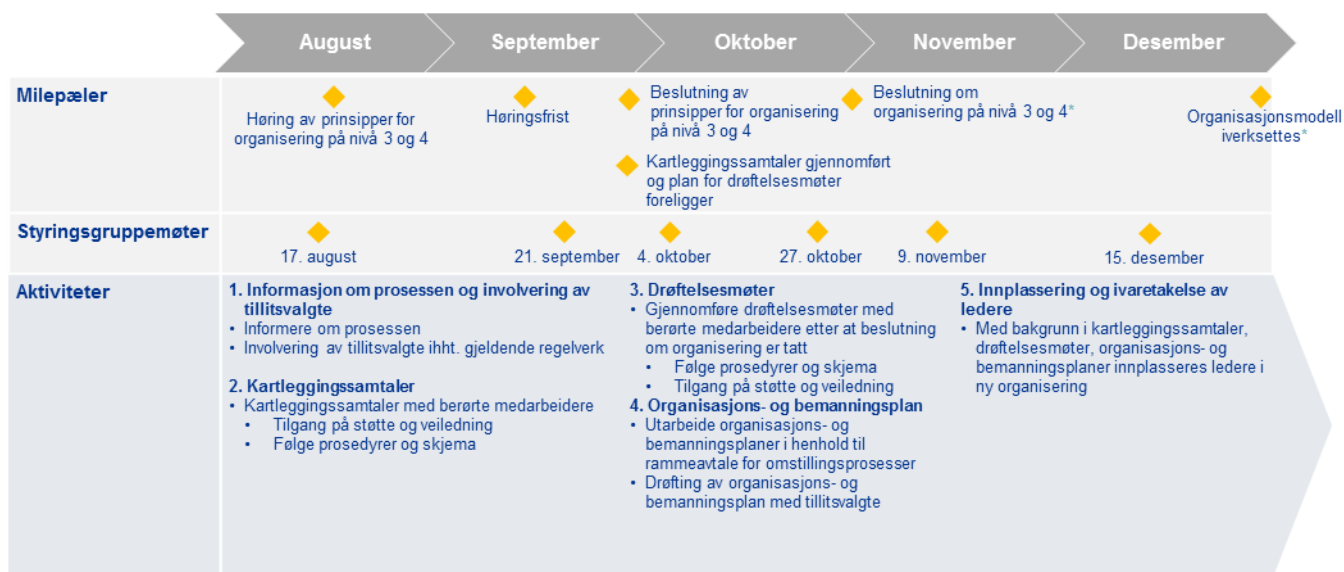 August
September
Oktober
November
Desember
Milepæler
Høring av prinsipper for
organisering på nivå 3 og 4
Høringsfrist
Beslutning av
prinsipper for organisering
på nivå 3 og 4
Kartleggingssamtaler gjennomført
og plan for drøftelsesmøter
foreligger
Beslutning om
organisering på nivå 3 og 4*
Organisasjonsmodell
iverksettes*
Styringsgruppemøter
17. august
21. september
4. oktober
27. oktober
9. november
15. desember
Aktiviteter
1. Informasjon om prosessen og involvering av
tillitsvalgte
• Informere om prosessen
• Involvering av tillitsvalgte ihht. gjeldende regelverk
2. Kartleggingssamtaler
• Kartleggingssamtaler med berørte medarbeidere
• Tilgang på støtte og veiledning
• Følge prosedyrer og skjema
3. Drøftelsesmøter
• Gjennomføre drøftelsesmøter med
berørte medarbeidere etter at beslutning
om organisering er tatt
• Følge prosedyrer og skjema
• Tilgang på støtte og veiledning
4. Organisasjons- og bemanningsplan
• Utarbeide organisasjons- og
bemanningsplaner i henhold til
rammeavtale for omstillingsprosesser
• Drøfting av organisasjons- og
bemanningsplan med tillitsvalgte
5. Innplassering og ivaretakelse av
ledere
• Med bakgrunn i kartleggingssamtaler,
drøftelsesmøter, organisasjons- og
bemanningsplaner innplasseres ledere i
ny organisering